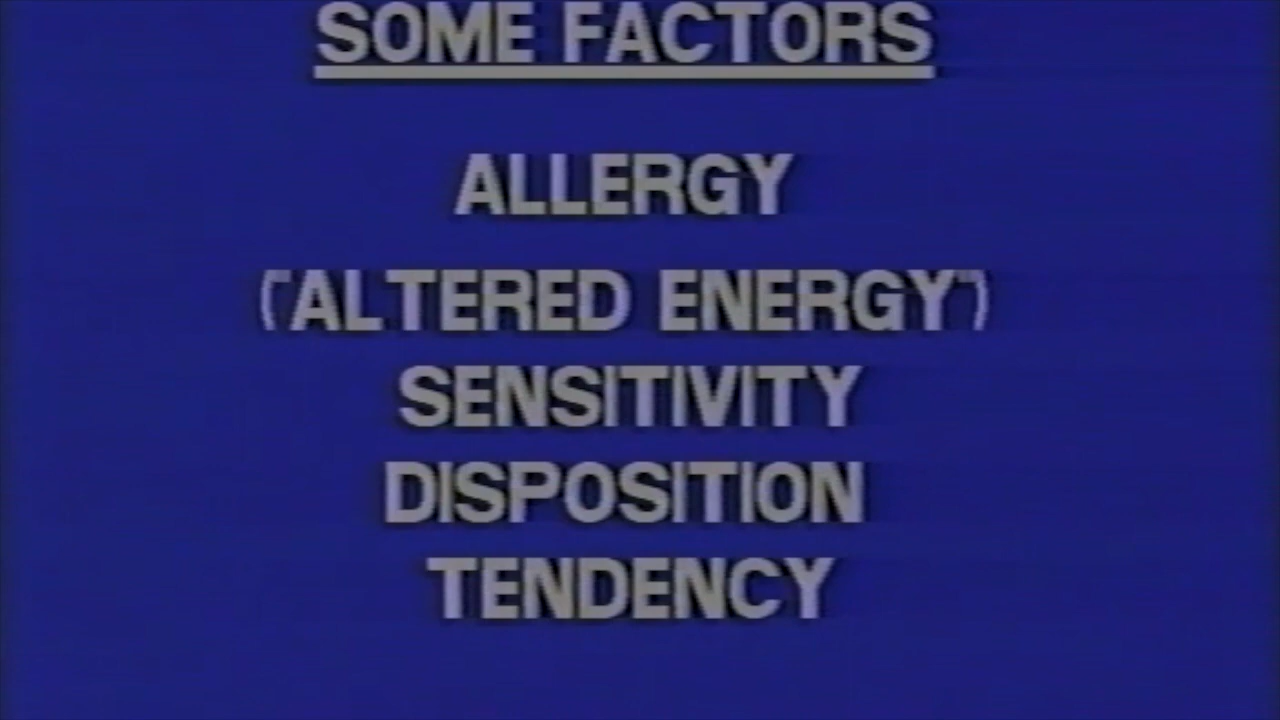 SOME FACTORS
ALLERGY
("ALTERED ENERGY")
SENSITIVITY
DISPOSITION
TENDENCY